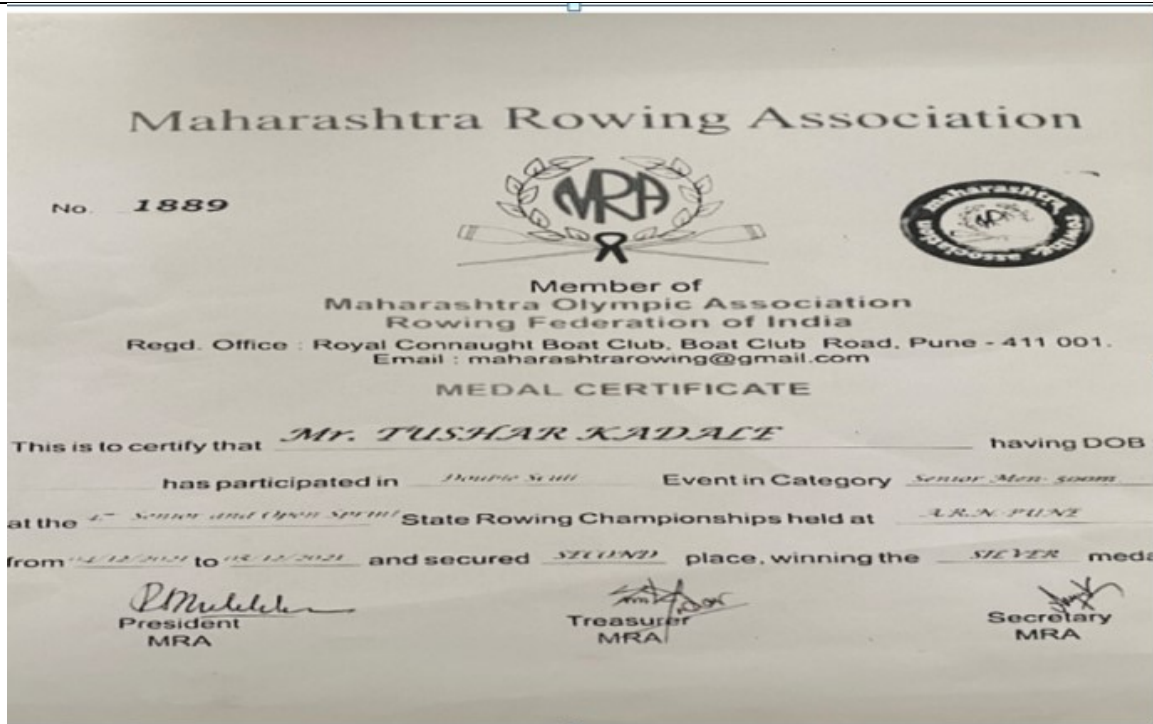 Maharashtra Rowing Association
No. 1889
MRA
maharashtra rowing association
MRA
Member of
Maharashtra Olympic Association
Rowing Federation of India
Regd. Office : Royal Connaught Boat Club, Boat Club Road, Pune - 411 001.
Email : maharashtrarowing@gmail.com
MEDAL CERTIFICATE
This is to certify that Mr. TUSHAR KADALE having DOB
has participated in Double Scull Event in Category Senior Men 500m
at the Senior and Open Sprint State Rowing Championships held at A.R.N. PUNE
from to and secured SECOND place, winning the SILVER meda
President
MRA
Treasurer
MRA
Secretary
MRA